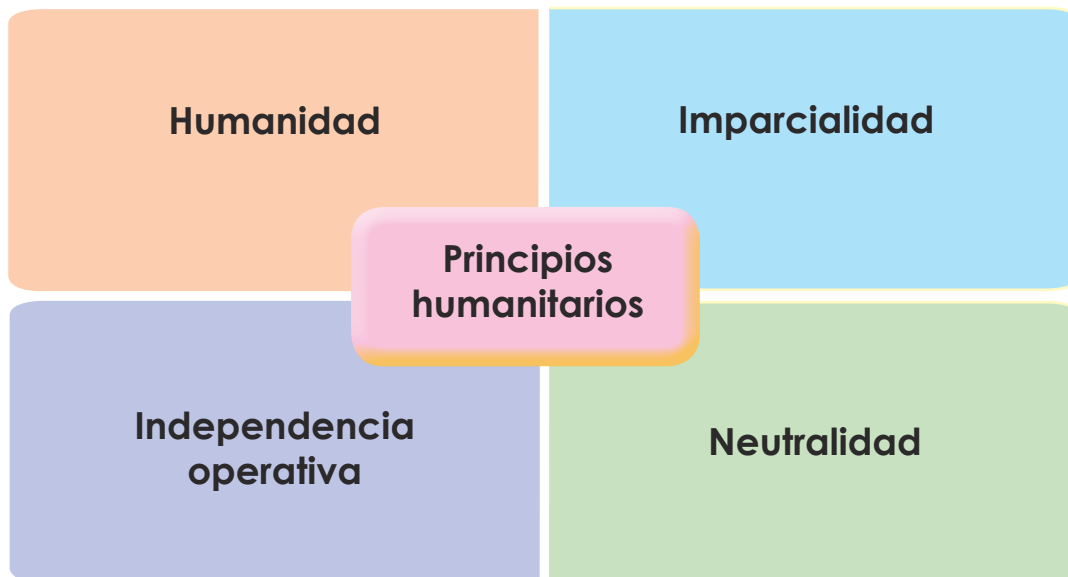 Humanidad
Imparcialidad
Principios
humanitarios
Independencia
operativa
Neutralidad